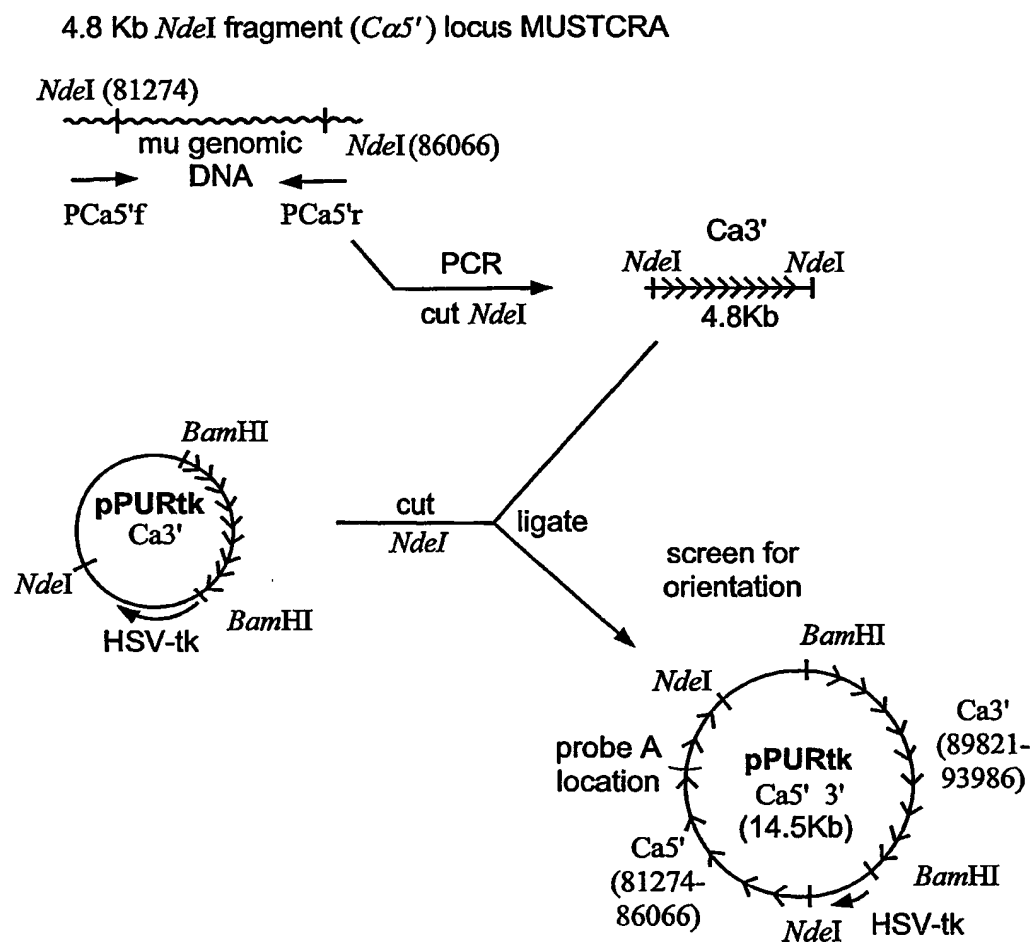 4.8 Kb NdeI fragment (Cα5') locus MUSTCRA
NdeI (81274)
mu genomic
DNA
NdeI (86066)
PCa5'f
PCa5'r
PCR
cut NdeI
Ca3'
NdeI
NdeI
4.8Kb
BamHI
pPURtk
Ca3'
NdeI
BamHI
HSV-tk
cut
NdeI
ligate
screen for
orientation
BamHI
NdeI
Ca3'
(89821-
93986)
probe A
location
pPURtk
Ca5' 3'
(14.5Kb)
Ca5'
(81274-
86066)
BamHI
NdeI
HSV-tk